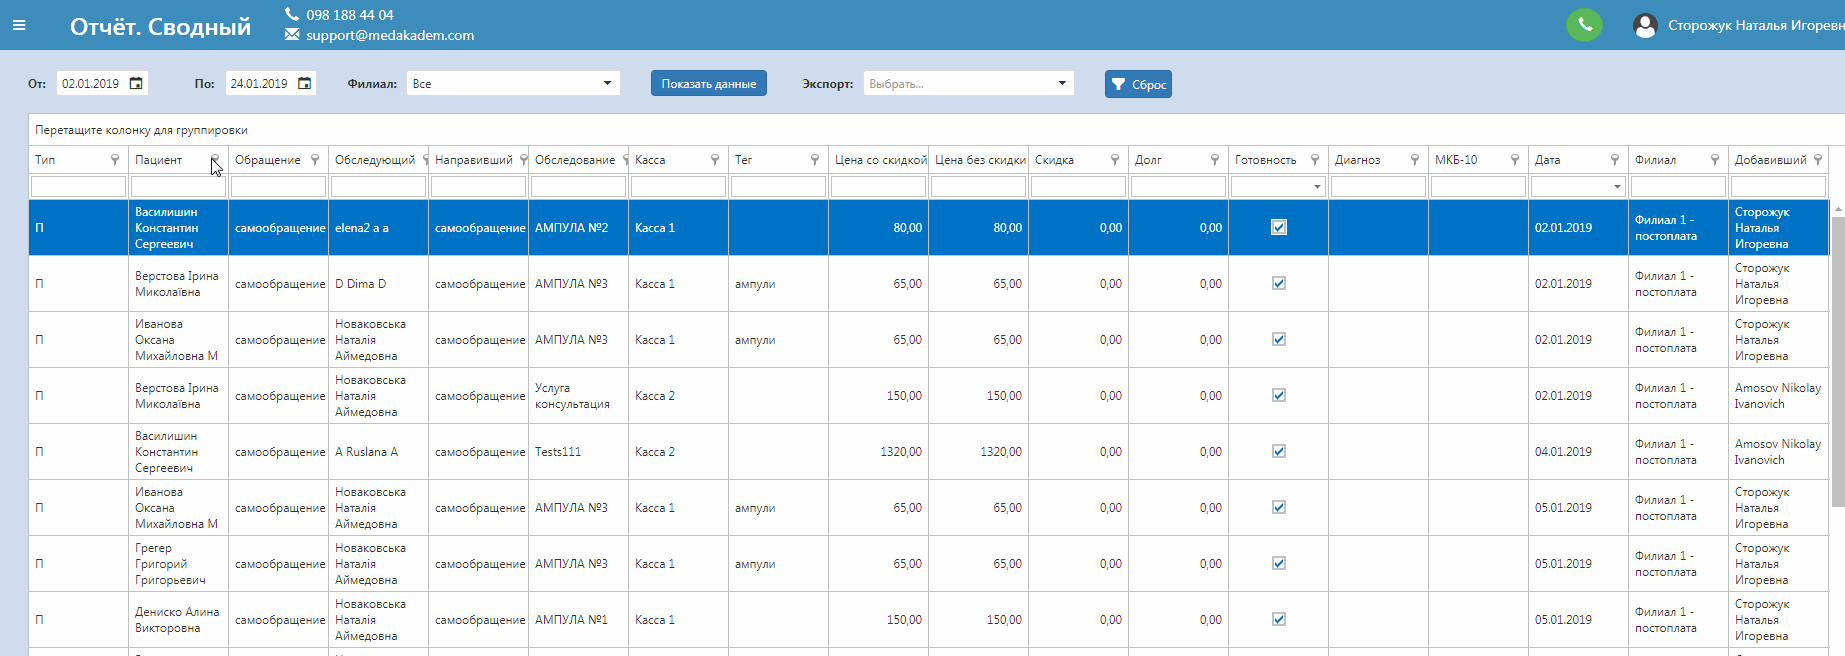 Отчёт. Сводный
098 188 44 04
support@medakadem.com
Сторожук Наталья Игоревн
От: 02.01.2019 По: 24.01.2019 Филиал: Все Показать данные Экспорт: Выбрать... Сброс
Перетащите колонку для группировки
Тип Пациент Обращение Обследующий Направивший Обследование Касса Тег Цена со скидкой Цена без скидки Скидка Долг Готовность Диагноз МКБ-10 Дата Филиал Добавивший
П Василишин Константин Сергеевич самообращение elena2 a a самообращение АМПУЛА №2 Касса 1 80,00 80,00 0,00 0,00 02.01.2019 Филиал 1 - постоплата Сторожук Наталья Игоревна
П Верстова Ірина Миколаївна самообращение D Dima D самообращение АМПУЛА №3 Касса 1 ампули 65,00 65,00 0,00 0,00 02.01.2019 Филиал 1 - постоплата Сторожук Наталья Игоревна
П Иванова Оксана Михайловна М самообращение Новаковська Наталія Аймедовна самообращение АМПУЛА №3 Касса 1 ампули 65,00 65,00 0,00 0,00 02.01.2019 Филиал 1 - постоплата Сторожук Наталья Игоревна
П Верстова Ірина Миколаївна самообращение Новаковська Наталія Аймедовна самообращение Услуга консультация Касса 2 150,00 150,00 0,00 0,00 02.01.2019 Филиал 1 - постоплата Amosov Nikolay Ivanovich
П Василишин Константин Сергеевич самообращение A Ruslana A самообращение Tests111 Касса 2 1320,00 1320,00 0,00 0,00 04.01.2019 Филиал 1 - постоплата Amosov Nikolay Ivanovich
П Иванова Оксана Михайловна М самообращение Новаковська Наталія Аймедовна самообращение АМПУЛА №3 Касса 1 ампули 65,00 65,00 0,00 0,00 05.01.2019 Филиал 1 - постоплата Сторожук Наталья Игоревна
П Грегер Григорий Григорьевич самообращение Новаковська Наталія Аймедовна самообращение АМПУЛА №3 Касса 1 ампули 65,00 65,00 0,00 0,00 05.01.2019 Филиал 1 - постоплата Сторожук Наталья Игоревна
П Дениско Алина Викторовна самообращение Новаковська Наталія Аймедовна самообращение АМПУЛА №1 Касса 1 150,00 150,00 0,00 0,00 05.01.2019 Филиал 1 - постоплата Сторожук Наталья Игоревна